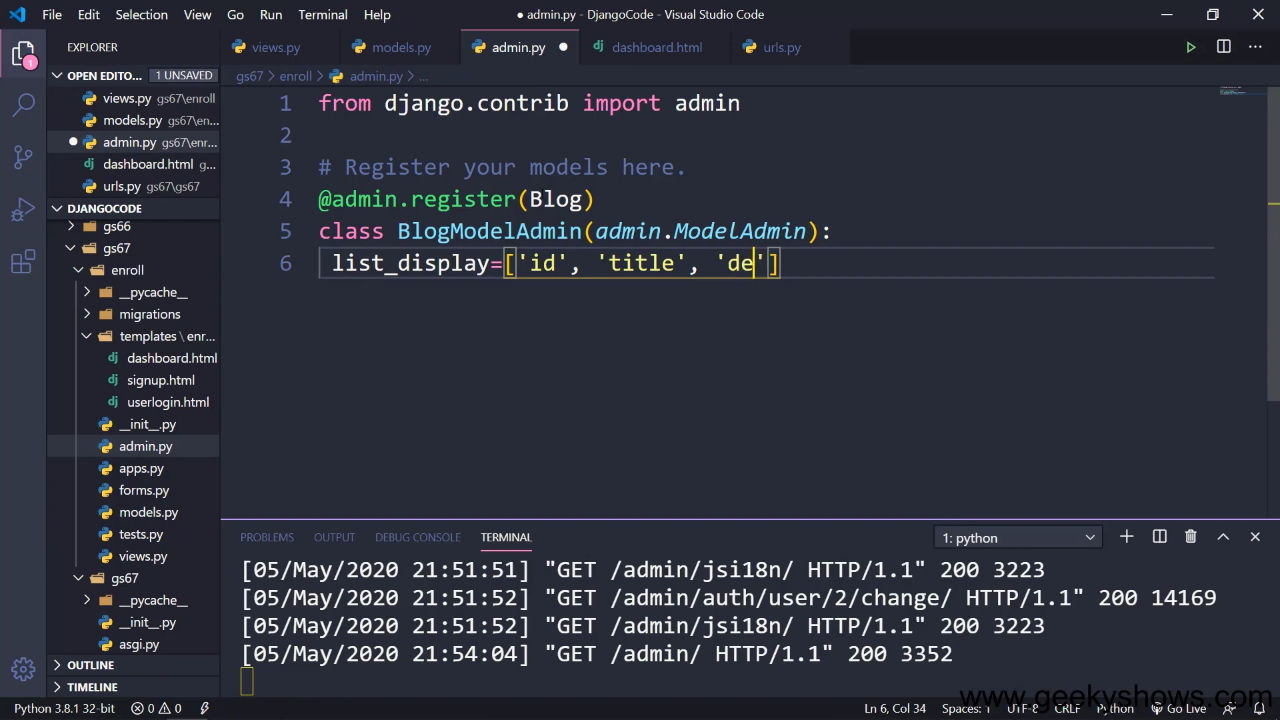 File Edit Selection View Go Run Terminal Help
● admin.py - DjangoCode - Visual Studio Code
EXPLORER
views.py models.py admin.py dashboard.html urls.py
OPEN EDITO... 1 UNSAVED
gs67 > enroll > admin.py > ...
views.py gs67\enroll
models.py gs67\en...
admin.py gs67\enr...
dashboard.html g...
urls.py gs67\gs67
DJANGOCODE
gs66
gs67
enroll
__pycache__
migrations
templates \ enr...
dashboard.html
signup.html
userlogin.html
__init__.py
admin.py
apps.py
forms.py
models.py
tests.py
views.py
gs67
__pycache__
__init__.py
asgi.py
OUTLINE
TIMELINE
1 from django.contrib import admin
2
3 # Register your models here.
4 @admin.register(Blog)
5 class BlogModelAdmin(admin.ModelAdmin):
6 list_display=['id', 'title', 'de']
PROBLEMS OUTPUT DEBUG CONSOLE TERMINAL
1: python
[05/May/2020 21:51:51] "GET /admin/jsi18n/ HTTP/1.1" 200 3223
[05/May/2020 21:51:52] "GET /admin/auth/user/2/change/ HTTP/1.1" 200 14169
[05/May/2020 21:51:52] "GET /admin/jsi18n/ HTTP/1.1" 200 3223
[05/May/2020 21:54:04] "GET /admin/ HTTP/1.1" 200 3352
www.geekyshows.com
Python 3.8.1 32-bit 0 0 Ln 6, Col 34 Spaces: 1 UTF-8 CRLF Python Go Live